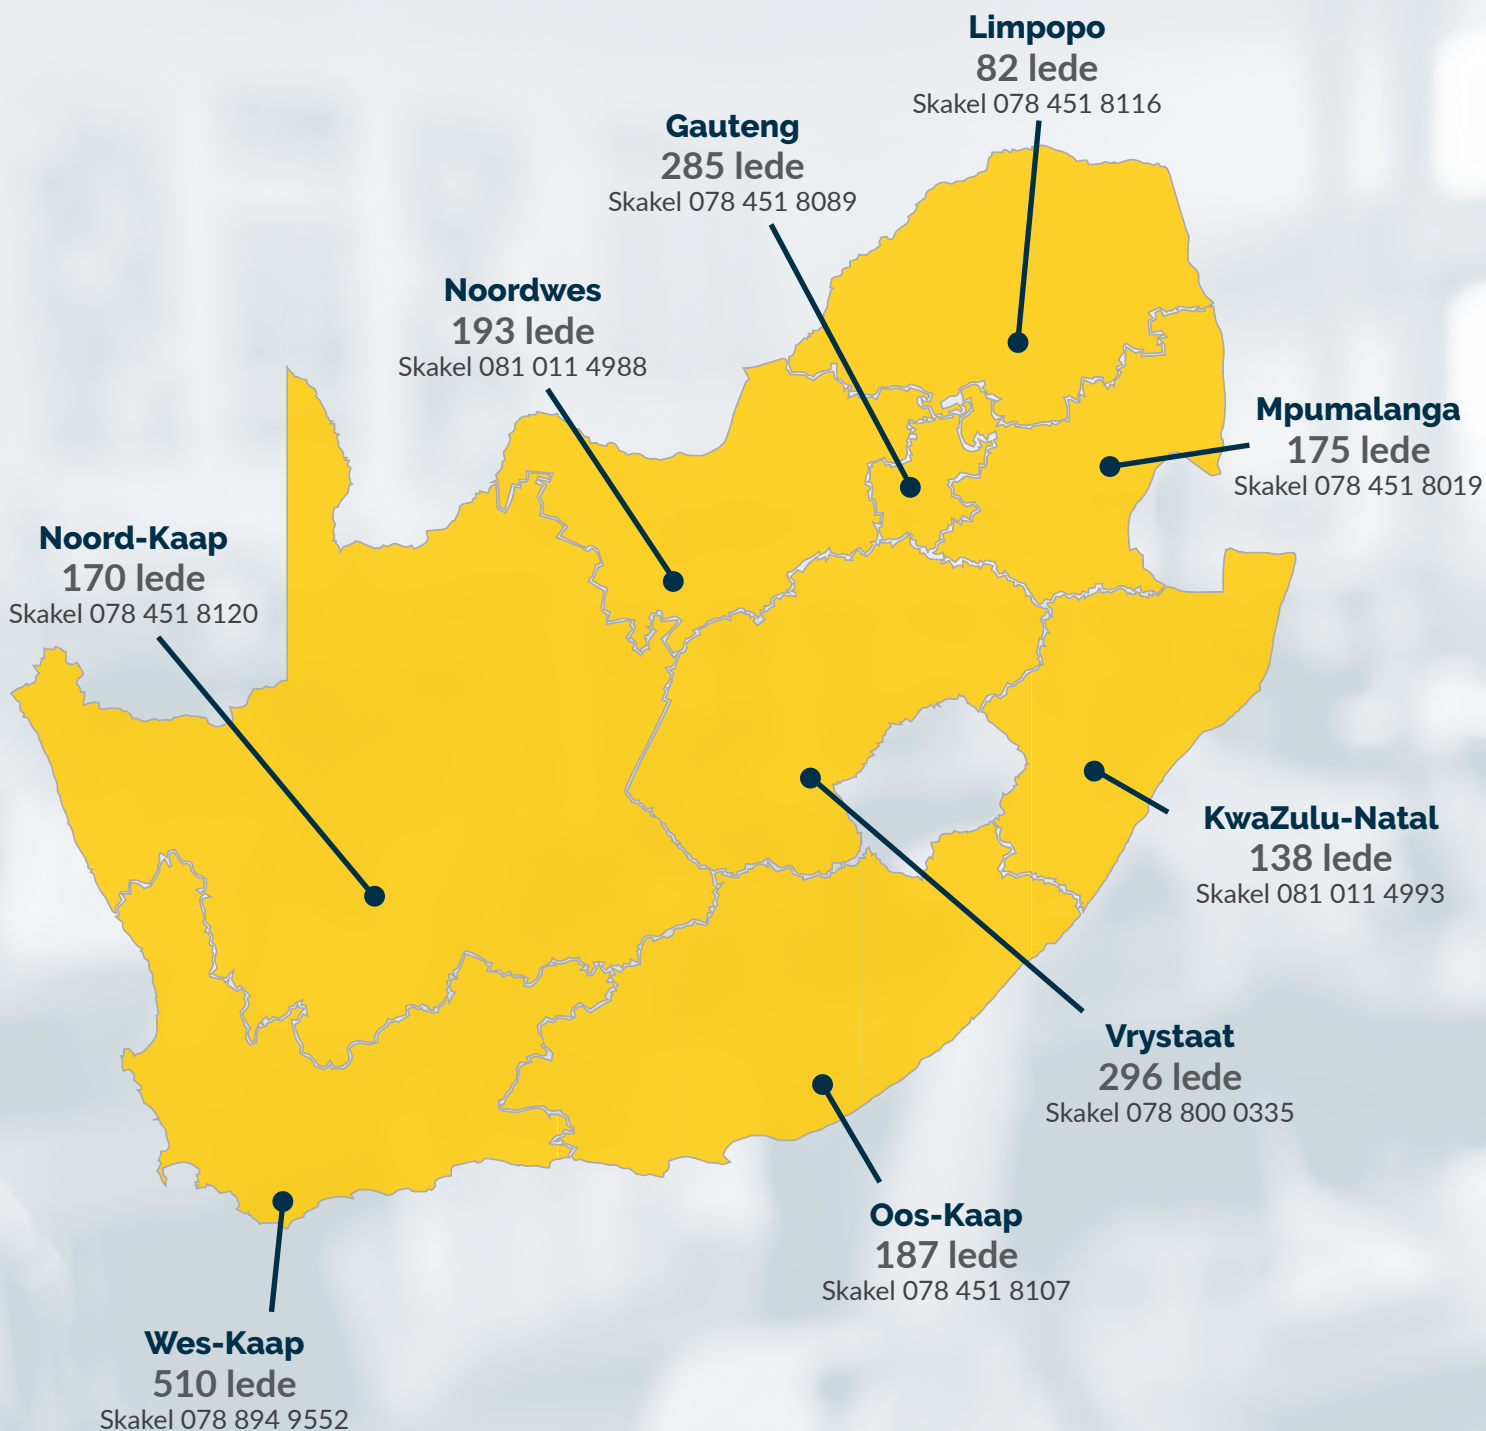 Limpopo
82 lede
Skakel 078 451 8116
Gauteng
285 lede
Skakel 078 451 8089
Noordwes
193 lede
Skakel 081 011 4988
Mpumalanga
175 lede
Skakel 078 451 8019
Noord-Kaap
170 lede
Skakel 078 451 8120
KwaZulu-Natal
138 lede
Skakel 081 011 4993
Vrystaat
296 lede
Skakel 078 800 0335
Oos-Kaap
187 lede
Skakel 078 451 8107
Wes-Kaap
510 lede
Skakel 078 894 9552